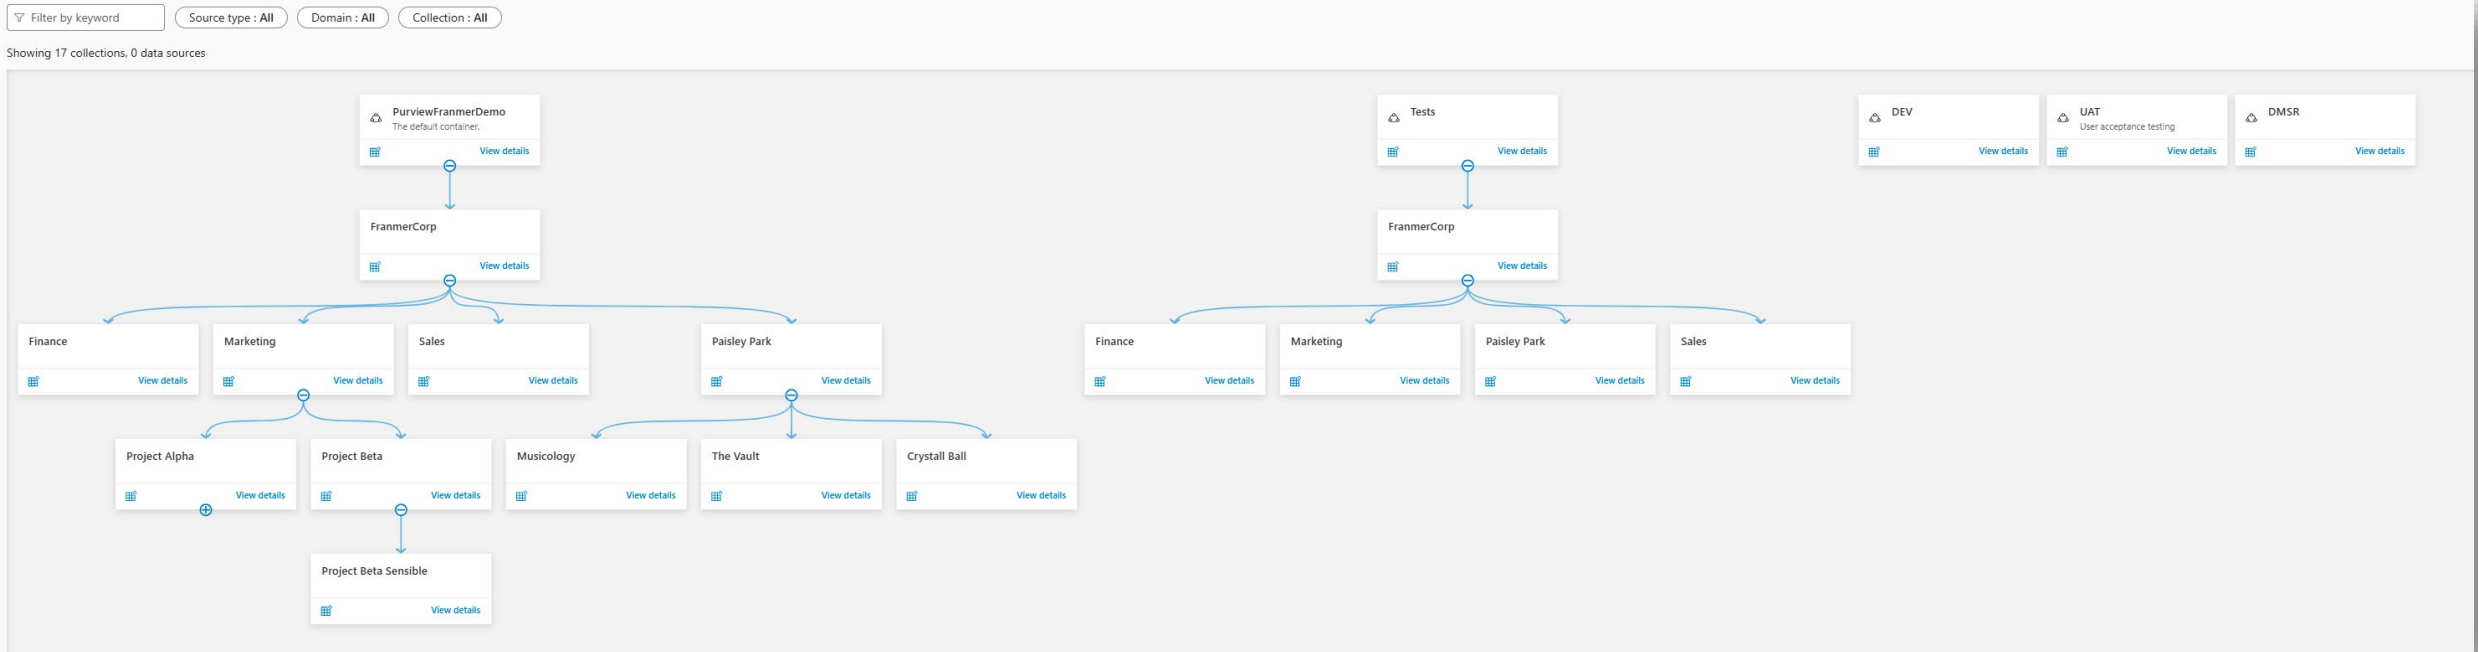 Filter by keyword
Source type : All
Domain : All
Collection : All
Showing 17 collections, 0 data sources
PurviewFranmerDemo
The default container.
View details
Tests
View details
DEV
View details
UAT
User acceptance testing
View details
DMSR
View details
FranmerCorp
View details
FranmerCorp
View details
Finance
View details
Marketing
View details
Sales
View details
Paisley Park
View details
Finance
View details
Marketing
View details
Paisley Park
View details
Sales
View details
Project Alpha
View details
Project Beta
View details
Musicology
View details
The Vault
View details
Crystall Ball
View details
Project Beta Sensible
View details